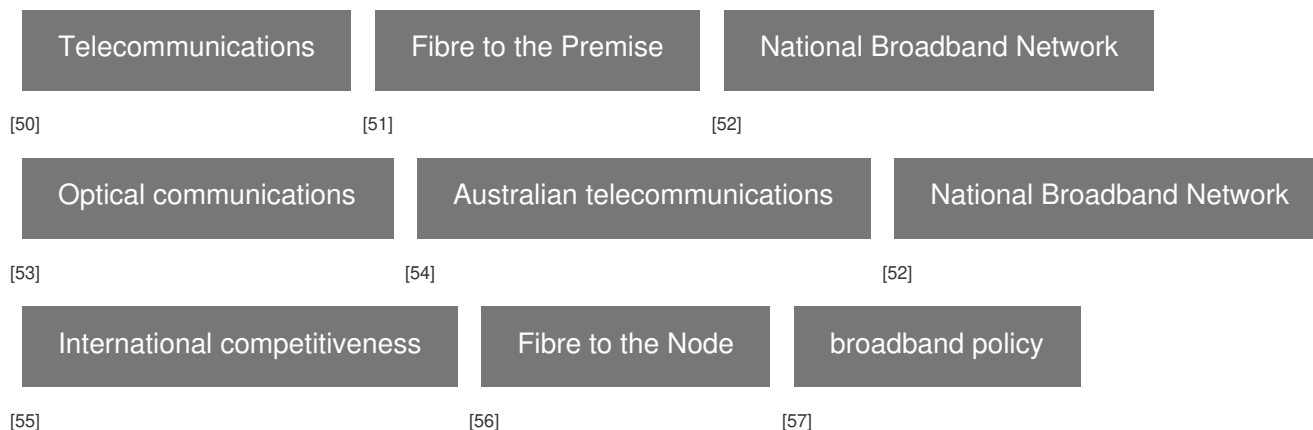 Telecommunications Fibre to the Premise National Broadband Network
[50] [51] [52]
Optical communications Australian telecommunications National Broadband Network
[53] [54] [52]
International competitiveness Fibre to the Node broadband policy
[55] [56] [57]